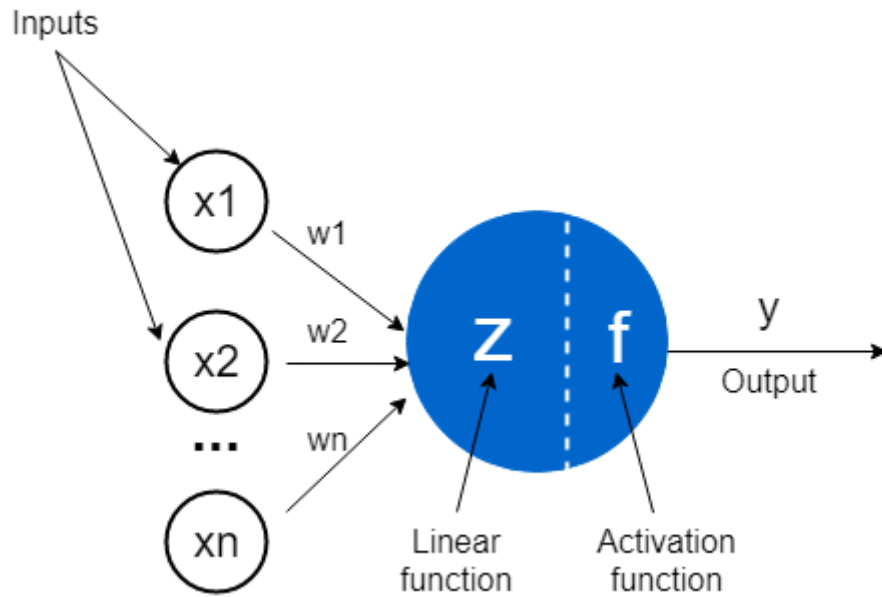 Inputs
x1
w1
x2
w2
...
wn
xn
z
f
y
Output
Linear
function
Activation
function